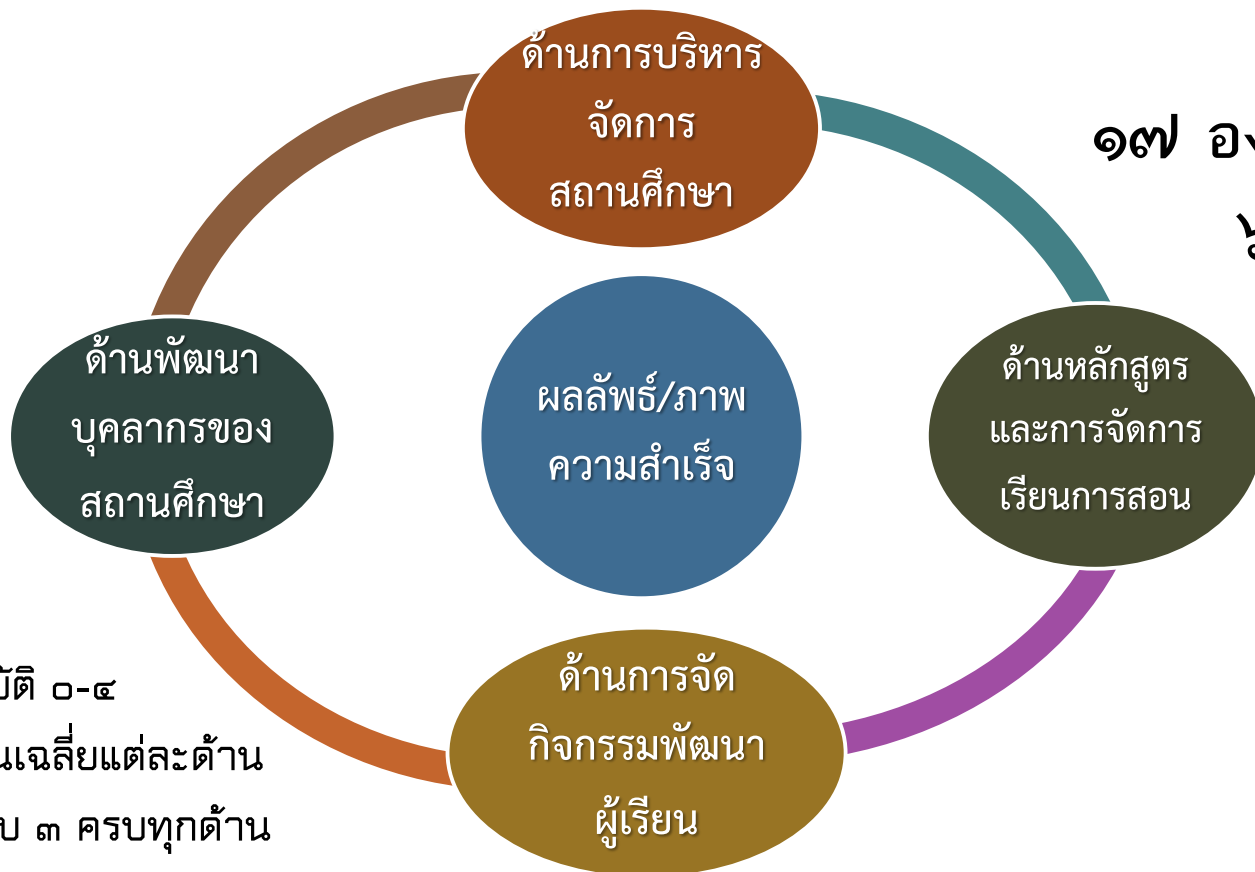 ด้านการบริหาร
จัดการ
สถานศึกษา
๑๗
ด้านพัฒนา
บุคลากรของ
สถานศึกษา
ผลลัพธ์/ภาพ
ความสำเร็จ
ด้านหลักสูตร
และการจัดการ
เรียนการสอน
ด้านการจัด
กิจกรรมพัฒนา
ผู้เรียน
๐-๔
เฉลี่ยแต่ละด้าน
๓ ครบทุกด้าน